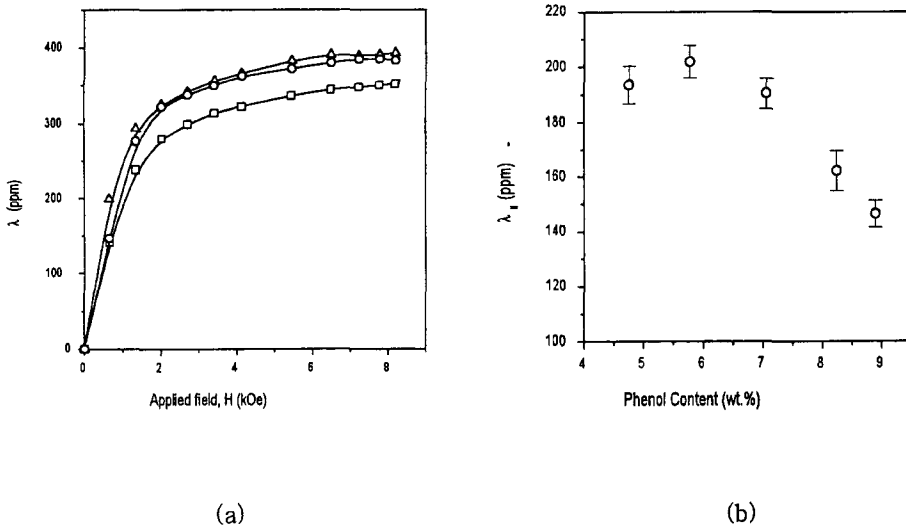 400
300
200
100
0
λ (ppm)
0 2 4 6 8
Applied field, H (kOe)
(a)
220
200
180
160
140
120
100
λ∥ (ppm)
4 5 6 7 8 9
Phenol Content (wt.%)
(b)